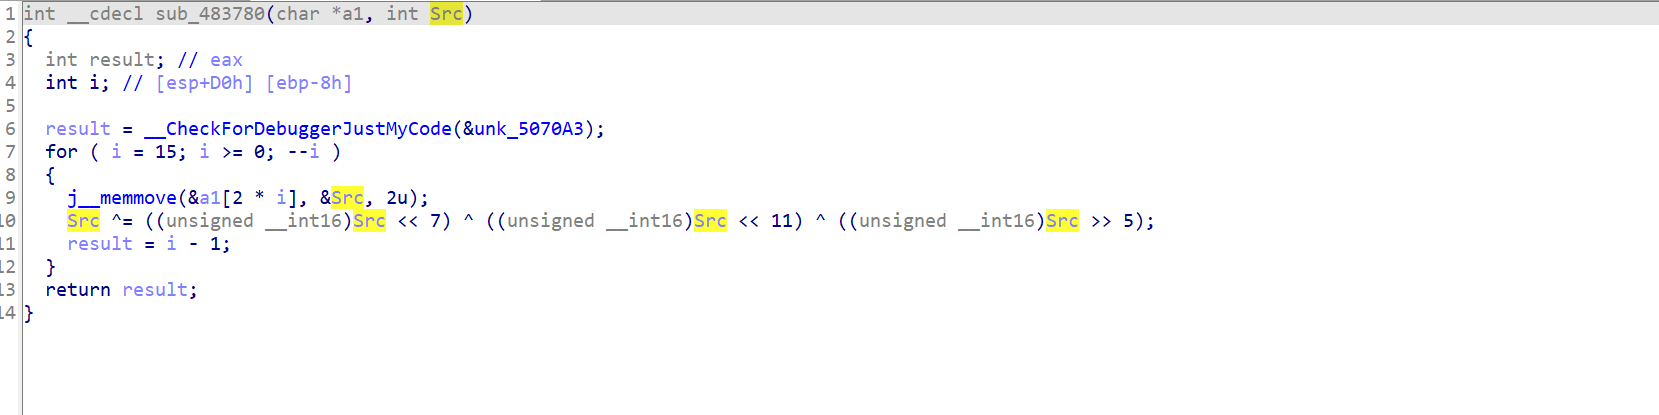 1 int __cdecl sub_483780(char *a1, int Src)
2 {
3   int result; // eax
4   int i; // [esp+D0h] [ebp-8h]
5
6   result = __CheckForDebuggerJustMyCode(&unk_5070A3);
7   for ( i = 15; i >= 0; --i )
8   {
9     j__memmove(&a1[2 * i], &Src, 2u);
10     Src ^= ((unsigned __int16)Src << 7) ^ ((unsigned __int16)Src << 11) ^ ((unsigned __int16)Src >> 5);
11     result = i - 1;
12   }
13   return result;
14 }